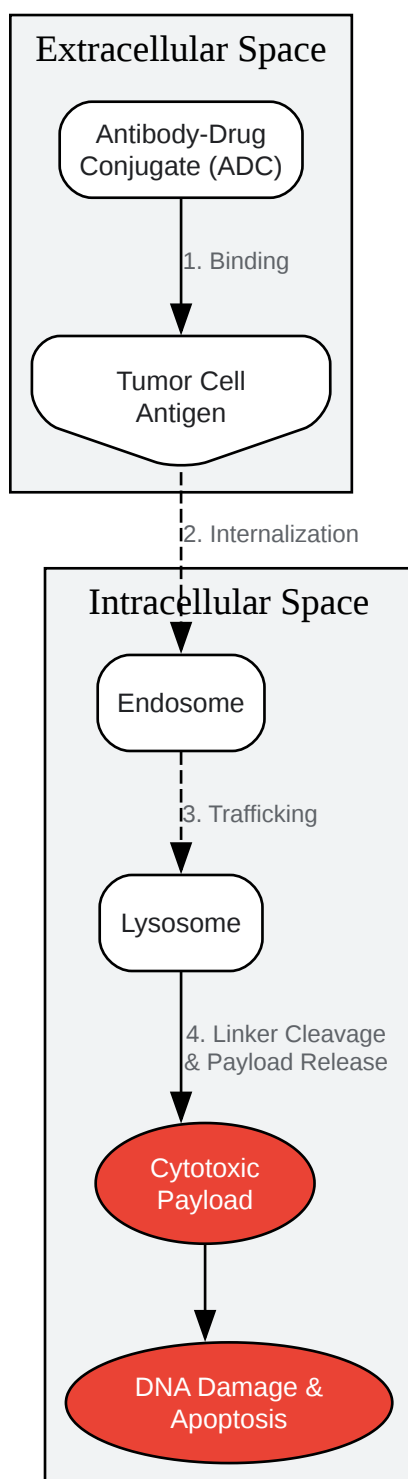 Extracellular Space
Antibody-Drug
Conjugate (ADC)
1. Binding
Tumor Cell
Antigen
2. Internalization
Intracellular Space
Endosome
3. Trafficking
Lysosome
4. Linker Cleavage
& Payload Release
Cytotoxic
Payload
DNA Damage &
Apoptosis